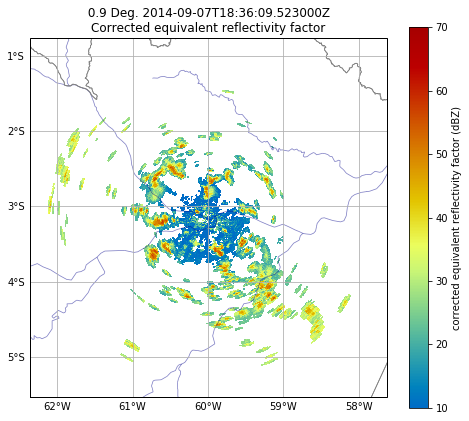 0.9 Deg. 2014-09-07T18:36:09.523000Z
Corrected equivalent reflectivity factor
1°S
2°S
3°S
4°S
5°S
62°W 61°W 60°W 59°W 58°W
70
60
50
40
30
20
10
corrected equivalent reflectivity factor (dBZ)